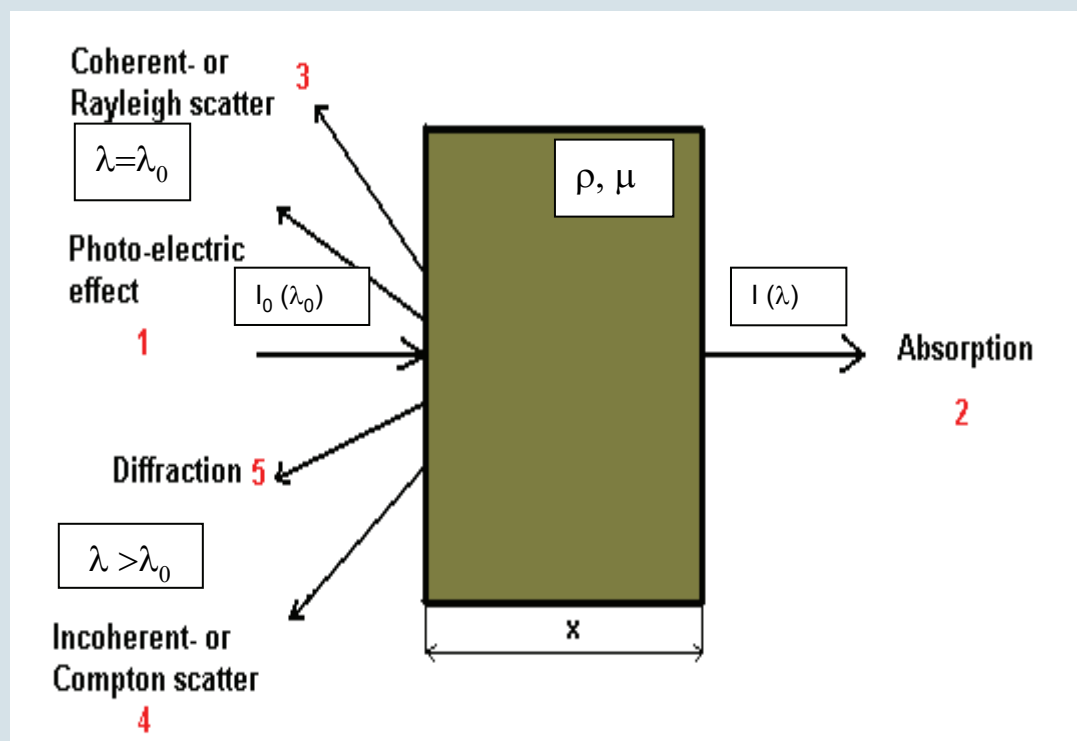 Coherent- or
Rayleigh scatter 3
λ=λ₀
ρ, μ
Photo-electric
effect
1
I₀ (λ₀)
I (λ)
Absorption
2
Diffraction 5
λ >λ₀
Incoherent- or
Compton scatter
4
x